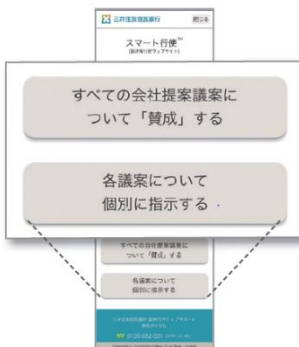 三井住友信託銀行
閉じる
スマート行使™
すべての会社提案議案に
ついて「賛成」する
各議案について
個別に指示する
すべての会社提案議案に
ついて「賛成」する
各議案について
個別に指示する